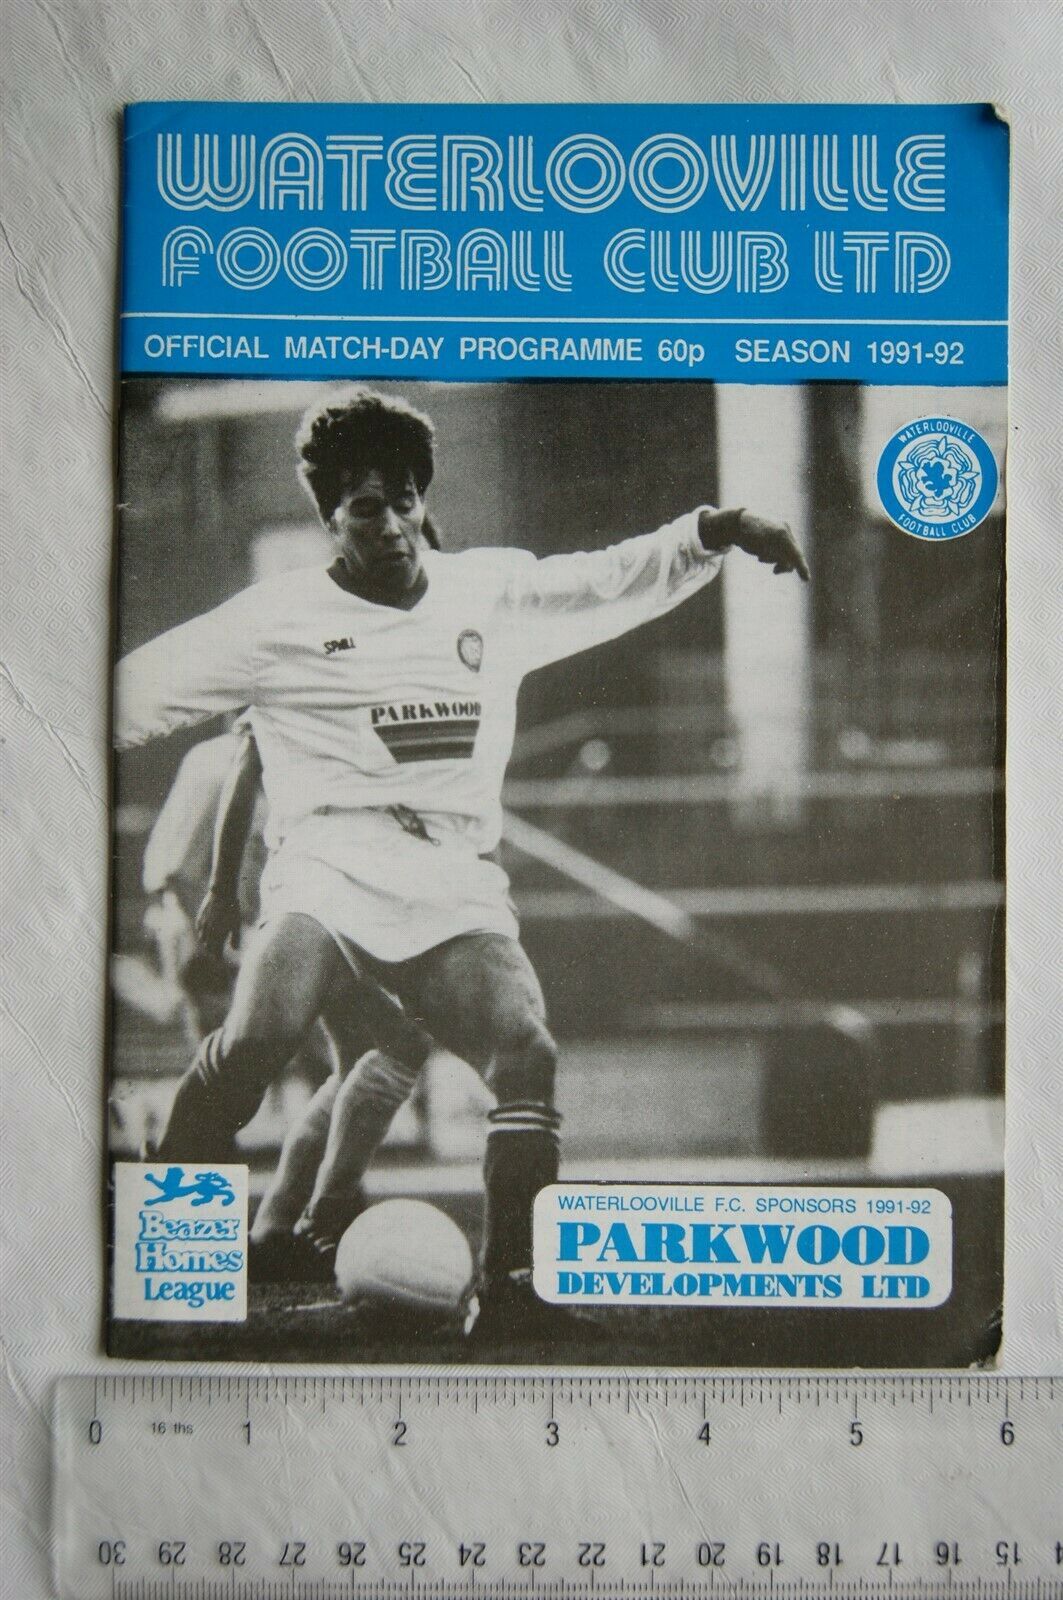 WATERLOOVILLE
FOOTBALL CLUB LTD
OFFICIAL MATCH-DAY PROGRAMME 60p SEASON 1991-92
WATERLOOVILLE
FOOTBALL CLUB
SPALL
PARKWOOD
Beazer
Homes
League
WATERLOOVILLE F.C. SPONSORS 1991-92
PARKWOOD
DEVELOPMENTS LTD
0 16 ths 1 2 3 4 5 6
30 29 28 27 26 25 24 23 22 21 20 19 18 17 16 15 14